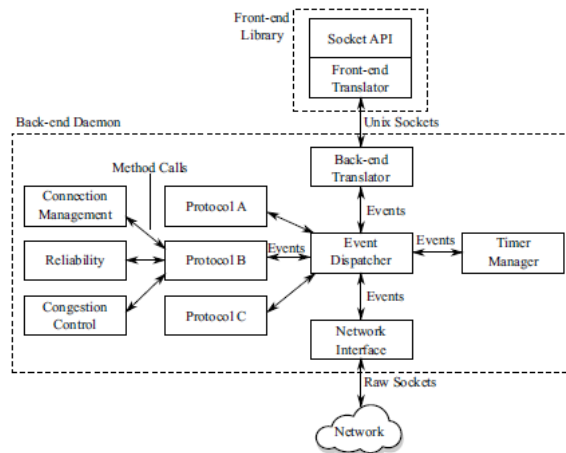 Front-end
Library
Socket API
Front-end
Translator
Unix Sockets
Back-end Daemon
Back-end
Translator
Method Calls
Events
Connection
Management
Protocol A
Reliability
Protocol B
Events
Event
Dispatcher
Events
Timer
Manager
Congestion
Control
Protocol C
Events
Network
Interface
Raw Sockets
Network